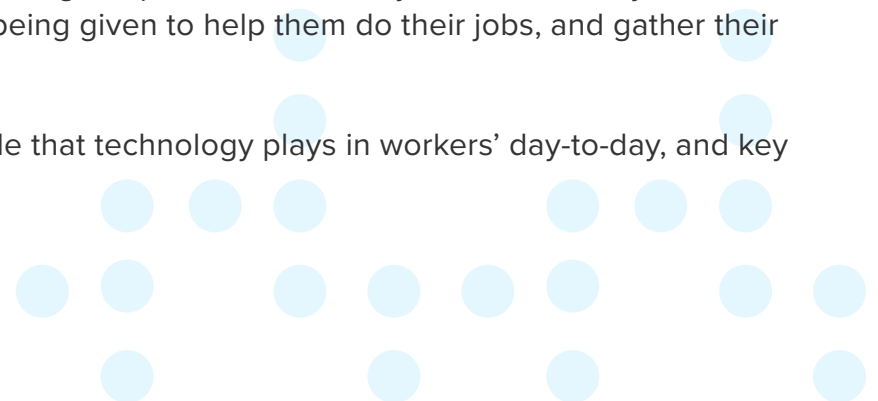 being given to help them do their jobs, and gather their
that technology plays in workers’ day-to-day, and key